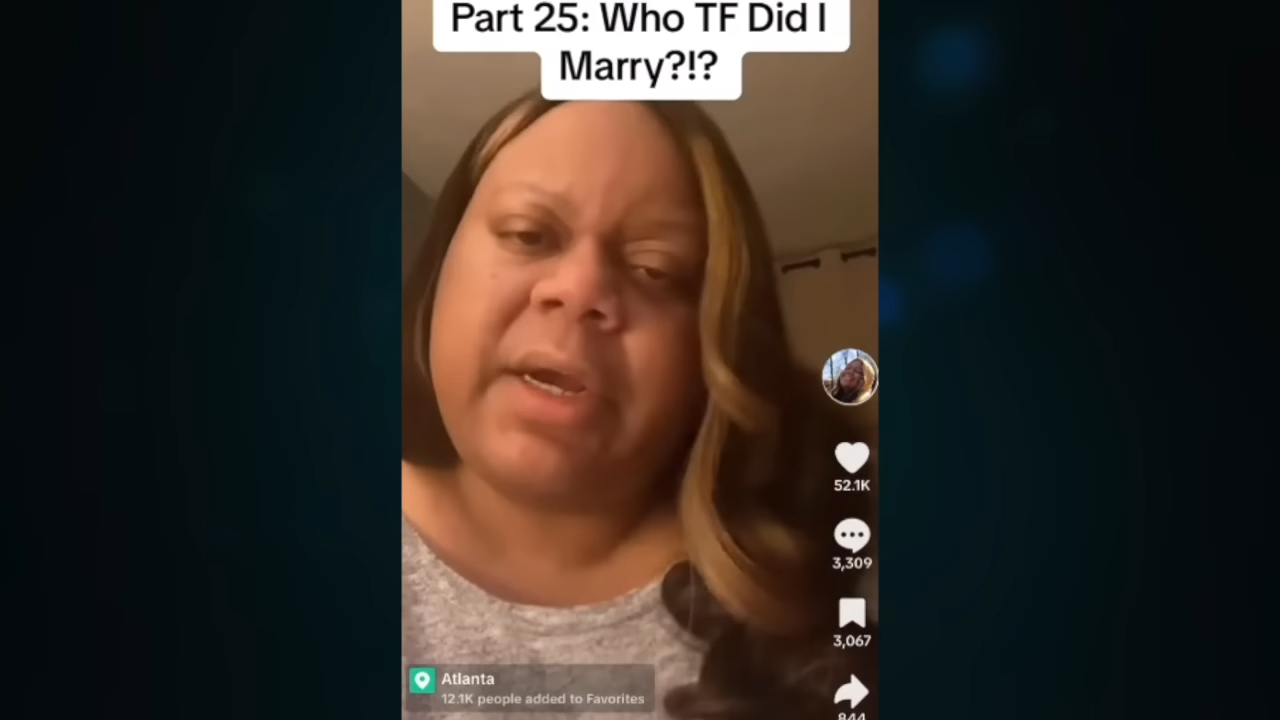 Part 25: Who TF Did I
Marry?!?
52.1K
3,309
3,067
844
Atlanta
12.1K people added to Favorites